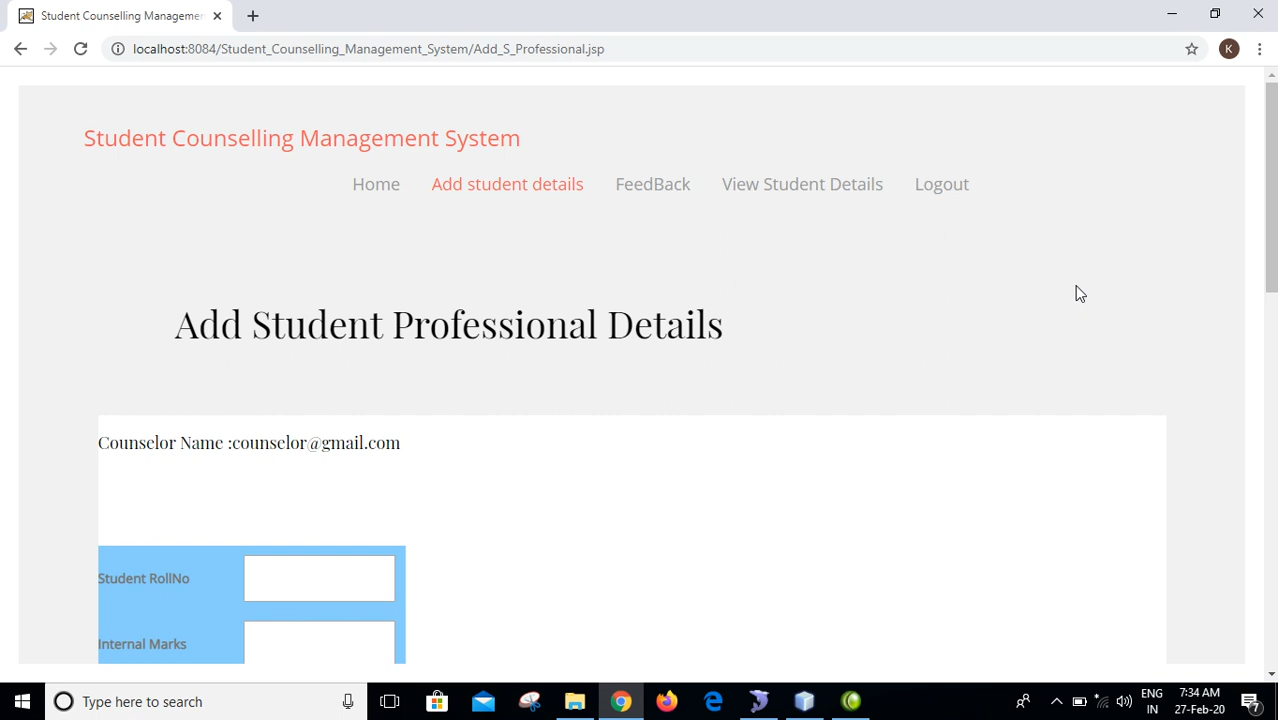 Student Counselling Managemen
localhost:8084/Student_Counselling_Management_System/Add_S_Professional.jsp
K
Student Counselling Management System
Home Add student details FeedBack View Student Details Logout
Add Student Professional Details
Counselor Name :counselor@gmail.com
Student RollNo
Internal Marks
Type here to search
ENG
IN
7:34 AM
27-Feb-20
7